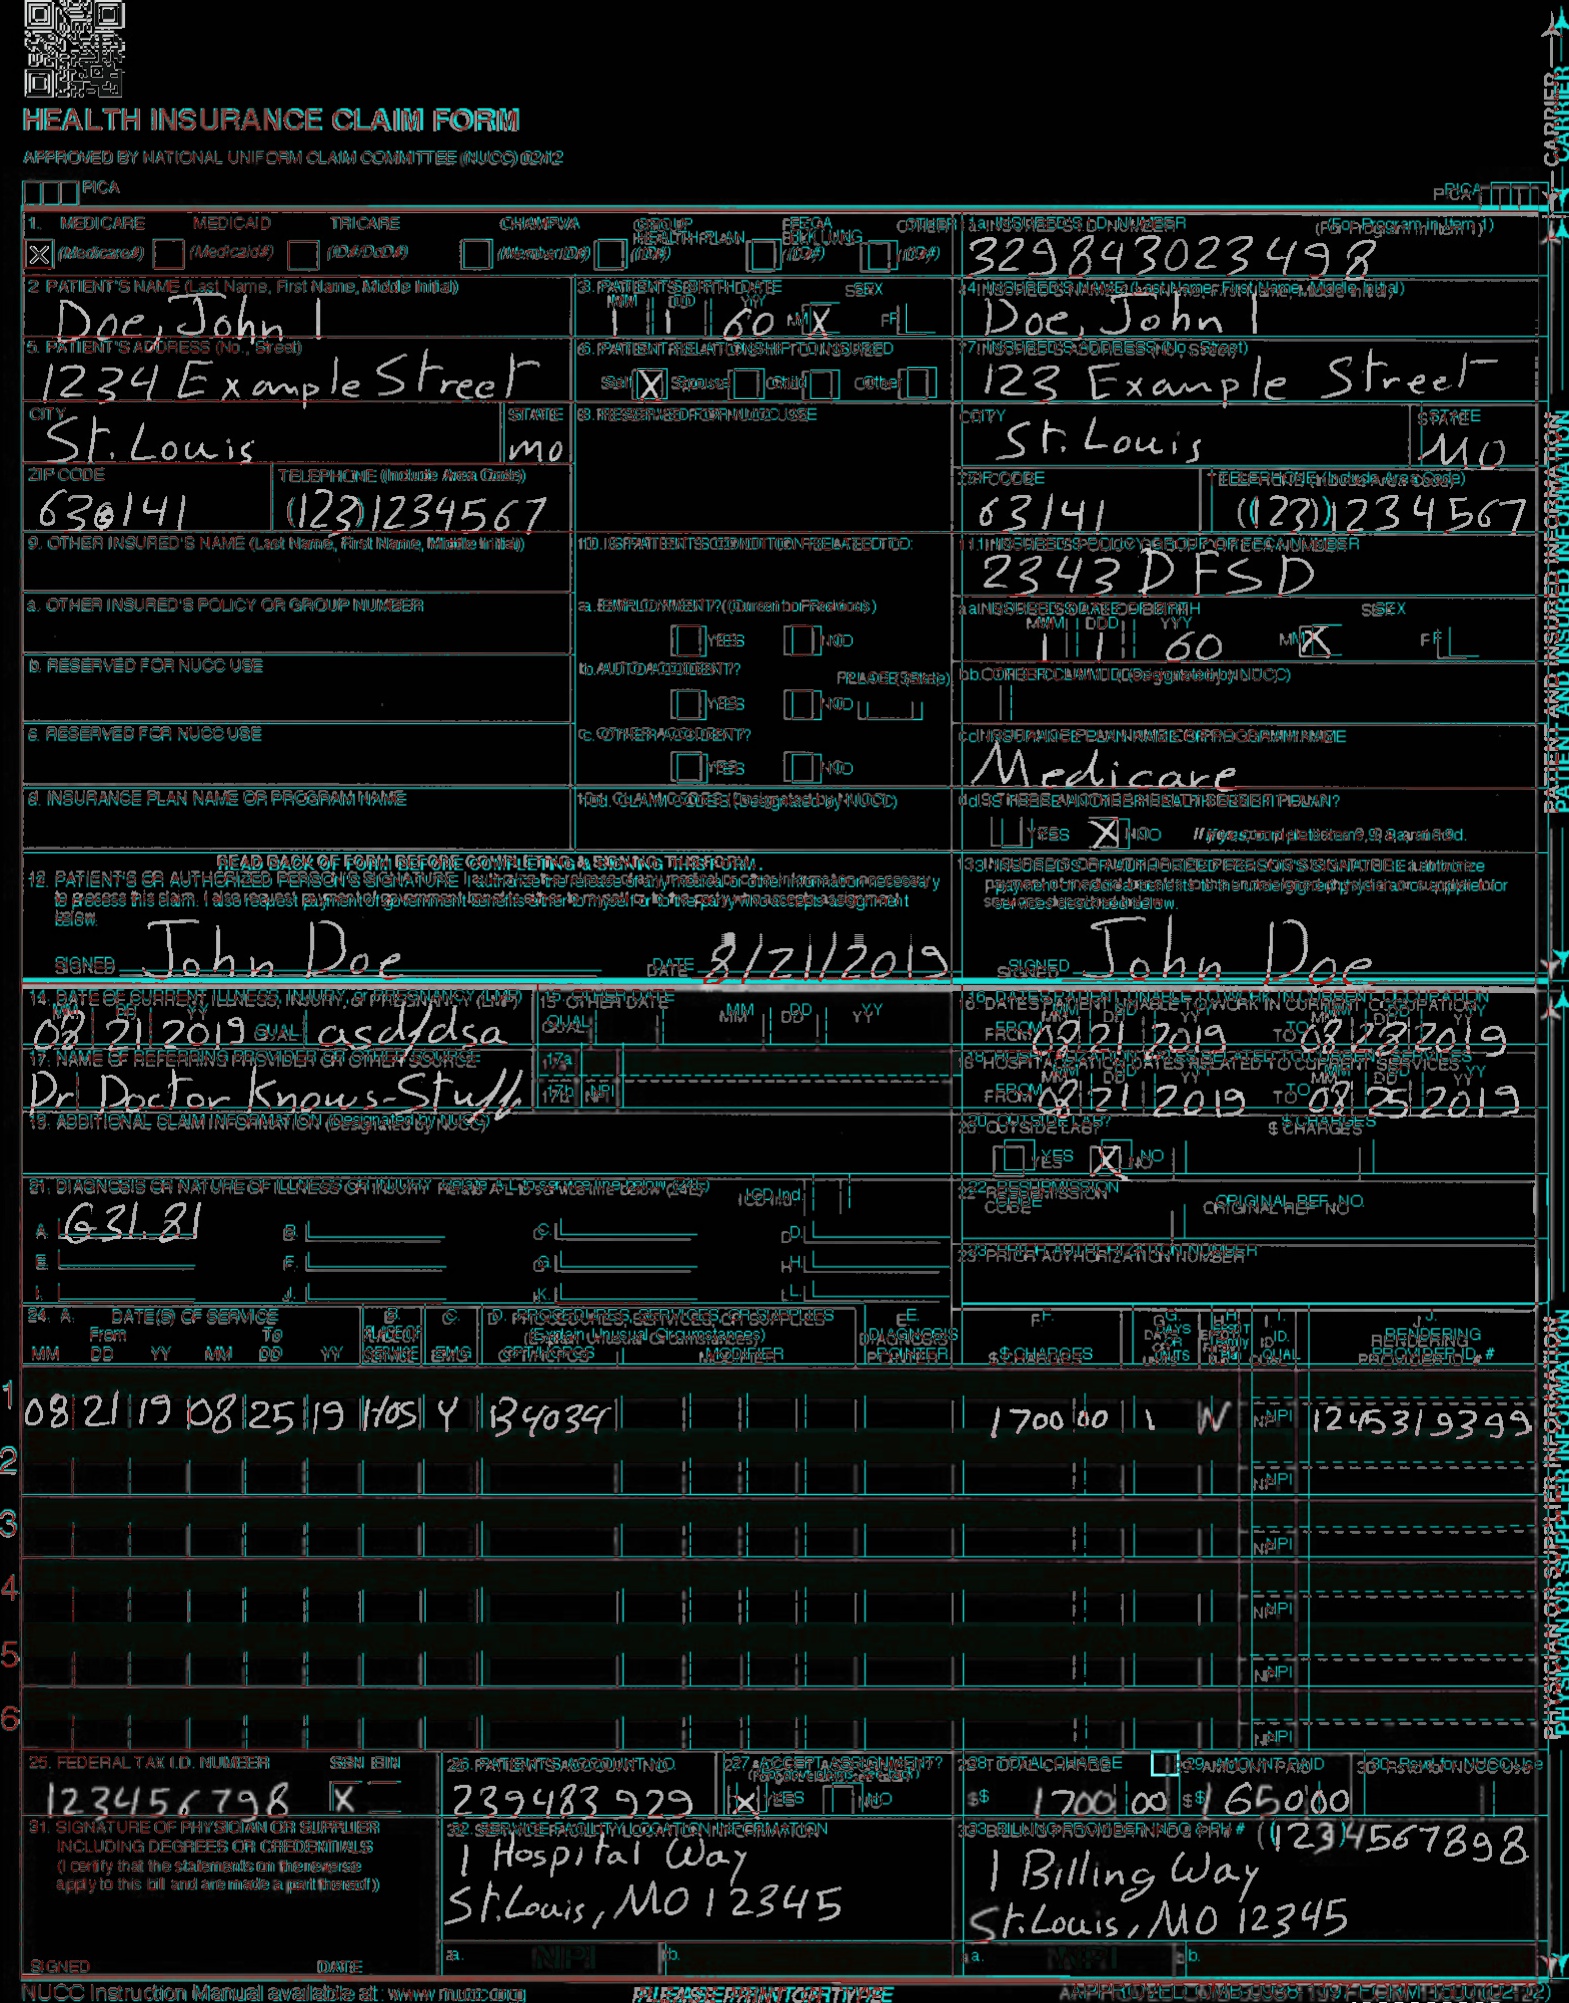 HEALTH INSURANCE CLAIM FORM
APPROVED BY NATIONAL UNIFORM CLAIM COMMITTEE (NUCC) 02/12
PICA PICA
CARRIER
1. MEDICARE MEDICAID TRICARE CHAMPVA GROUP HEALTH PLAN FECA BLK LUNG OTHER
X (Medicare#) (Medicaid#) (ID#/DoD#) (Member ID#) (ID#) (ID#) (ID#)
1a. INSURED'S I.D. NUMBER (For Program in Item 1)
329843023498
2. PATIENT'S NAME (Last Name, First Name, Middle Initial)
Doe, John I
3. PATIENT'S BIRTH DATE SEX
MM DD YY
1 1 60 M X F
4. INSURED'S NAME (Last Name, First Name, Middle Initial)
Doe, John I
5. PATIENT'S ADDRESS (No., Street)
1234 Example Street
6. PATIENT RELATIONSHIP TO INSURED
Self X Spouse Child Other
7. INSURED'S ADDRESS (No., Street)
123 Example Street
CITY STATE
St. Louis MO
8. RESERVED FOR NUCC USE
CITY STATE
St. Louis MO
ZIP CODE TELEPHONE (Include Area Code)
(123) 1234567
ZIP CODE TELEPHONE (Include Area Code)
63141 (123) 1234567
9. OTHER INSURED'S NAME (Last Name, First Name, Middle Initial)
10. IS PATIENT'S CONDITION RELATED TO:
11. INSURED'S POLICY GROUP OR FECA NUMBER
2343DFSD
a. OTHER INSURED'S POLICY OR GROUP NUMBER
a. EMPLOYMENT? (Current or Previous)
YES NO
a. INSURED'S DATE OF BIRTH SEX
MM DD YY
1 1 60 M X F
b. RESERVED FOR NUCC USE
b. AUTO ACCIDENT? PLACE (State)
YES NO
b. OTHER CLAIM ID (Designated by NUCC)
c. RESERVED FOR NUCC USE
c. OTHER ACCIDENT?
YES NO
c. INSURANCE PLAN NAME OR PROGRAM NAME
Medicare
d. INSURANCE PLAN NAME OR PROGRAM NAME
10d. CLAIM CODES (Designated by NUCC)
d. IS THERE ANOTHER HEALTH BENEFIT PLAN?
YES X NO If yes, complete items 9, 9a, and 9d.
PATIENT AND INSURED INFORMATION
READ BACK OF FORM BEFORE COMPLETING & SIGNING THIS FORM.
12. PATIENT'S OR AUTHORIZED PERSON'S SIGNATURE I authorize the release of any medical or other information necessary
to process this claim. I also request payment of government benefits either to myself or to the party who accepts assignment
below.
SIGNED John Doe DATE 8/21/2019
13. INSURED'S OR AUTHORIZED PERSON'S SIGNATURE I authorize
payment of medical benefits to the undersigned physician or supplier for
services described below.
SIGNED John Doe
14. DATE OF CURRENT ILLNESS, INJURY, or PREGNANCY (LMP)
MM DD YY
08 21 2019 QUAL asdfdsa
15. OTHER DATE
QUAL MM DD YY
16. DATES PATIENT UNABLE TO WORK IN CURRENT OCCUPATION
MM DD YY MM DD YY
FROM 08 21 2019 TO 08 23 2019
17. NAME OF REFERRING PROVIDER OR OTHER SOURCE
Dr Doctor Knows-Stuff
17a
17b NPI
18. HOSPITALIZATION DATES RELATED TO CURRENT SERVICES
MM DD YY MM DD YY
FROM 08 21 2019 TO 08 25 2019
19. ADDITIONAL CLAIM INFORMATION (Designated by NUCC)
20. OUTSIDE LAB? $ CHARGES
YES X NO
21. DIAGNOSIS OR NATURE OF ILLNESS OR INJURY Relate A-L to service line below (24E) ICD Ind.
A. G31.81 B. C. D.
E. F. G. H.
I. J. K. L.
22. RESUBMISSION CODE ORIGINAL REF. NO.
23. PRIOR AUTHORIZATION NUMBER
24. A. DATE(S) OF SERVICE B. C. D. PROCEDURES, SERVICES, OR SUPPLIES E. F. G. H. I. J.
From To PLACE OF (Explain Unusual Circumstances) DIAGNOSIS DAYS ID. RENDERING
MM DD YY MM DD YY SERVICE EMG CPT/HCPCS MODIFIER POINTER $ CHARGES UNITS QUAL. PROVIDER ID. #
1 08 21 19 08 25 19 HOS Y B4034 1700 00 1 N NPI 1245319399
2 NPI
3 NPI
4 NPI
5 NPI
6 NPI
25. FEDERAL TAX I.D. NUMBER SSN EIN
123456798 X
26. PATIENT'S ACCOUNT NO.
239483929
27. ACCEPT ASSIGNMENT?
X YES NO
28. TOTAL CHARGE
$ 1700 00
29. AMOUNT PAID
$ 1650 00
30. Rsvd for NUCC Use
31. SIGNATURE OF PHYSICIAN OR SUPPLIER
INCLUDING DEGREES OR CREDENTIALS
(I certify that the statements on the reverse
apply to this bill and are made a part thereof.)
SIGNED DATE
32. SERVICE FACILITY LOCATION INFORMATION
1 Hospital Way
St. Louis, MO 12345
a. NPI b.
33. BILLING PROVIDER INFO & PH # (123)4567898
1 Billing Way
St. Louis, MO 12345
a. NPI b.
PHYSICIAN OR SUPPLIER INFORMATION
NUCC Instruction Manual available at: www.nucc.org
PLEASE PRINT OR TYPE